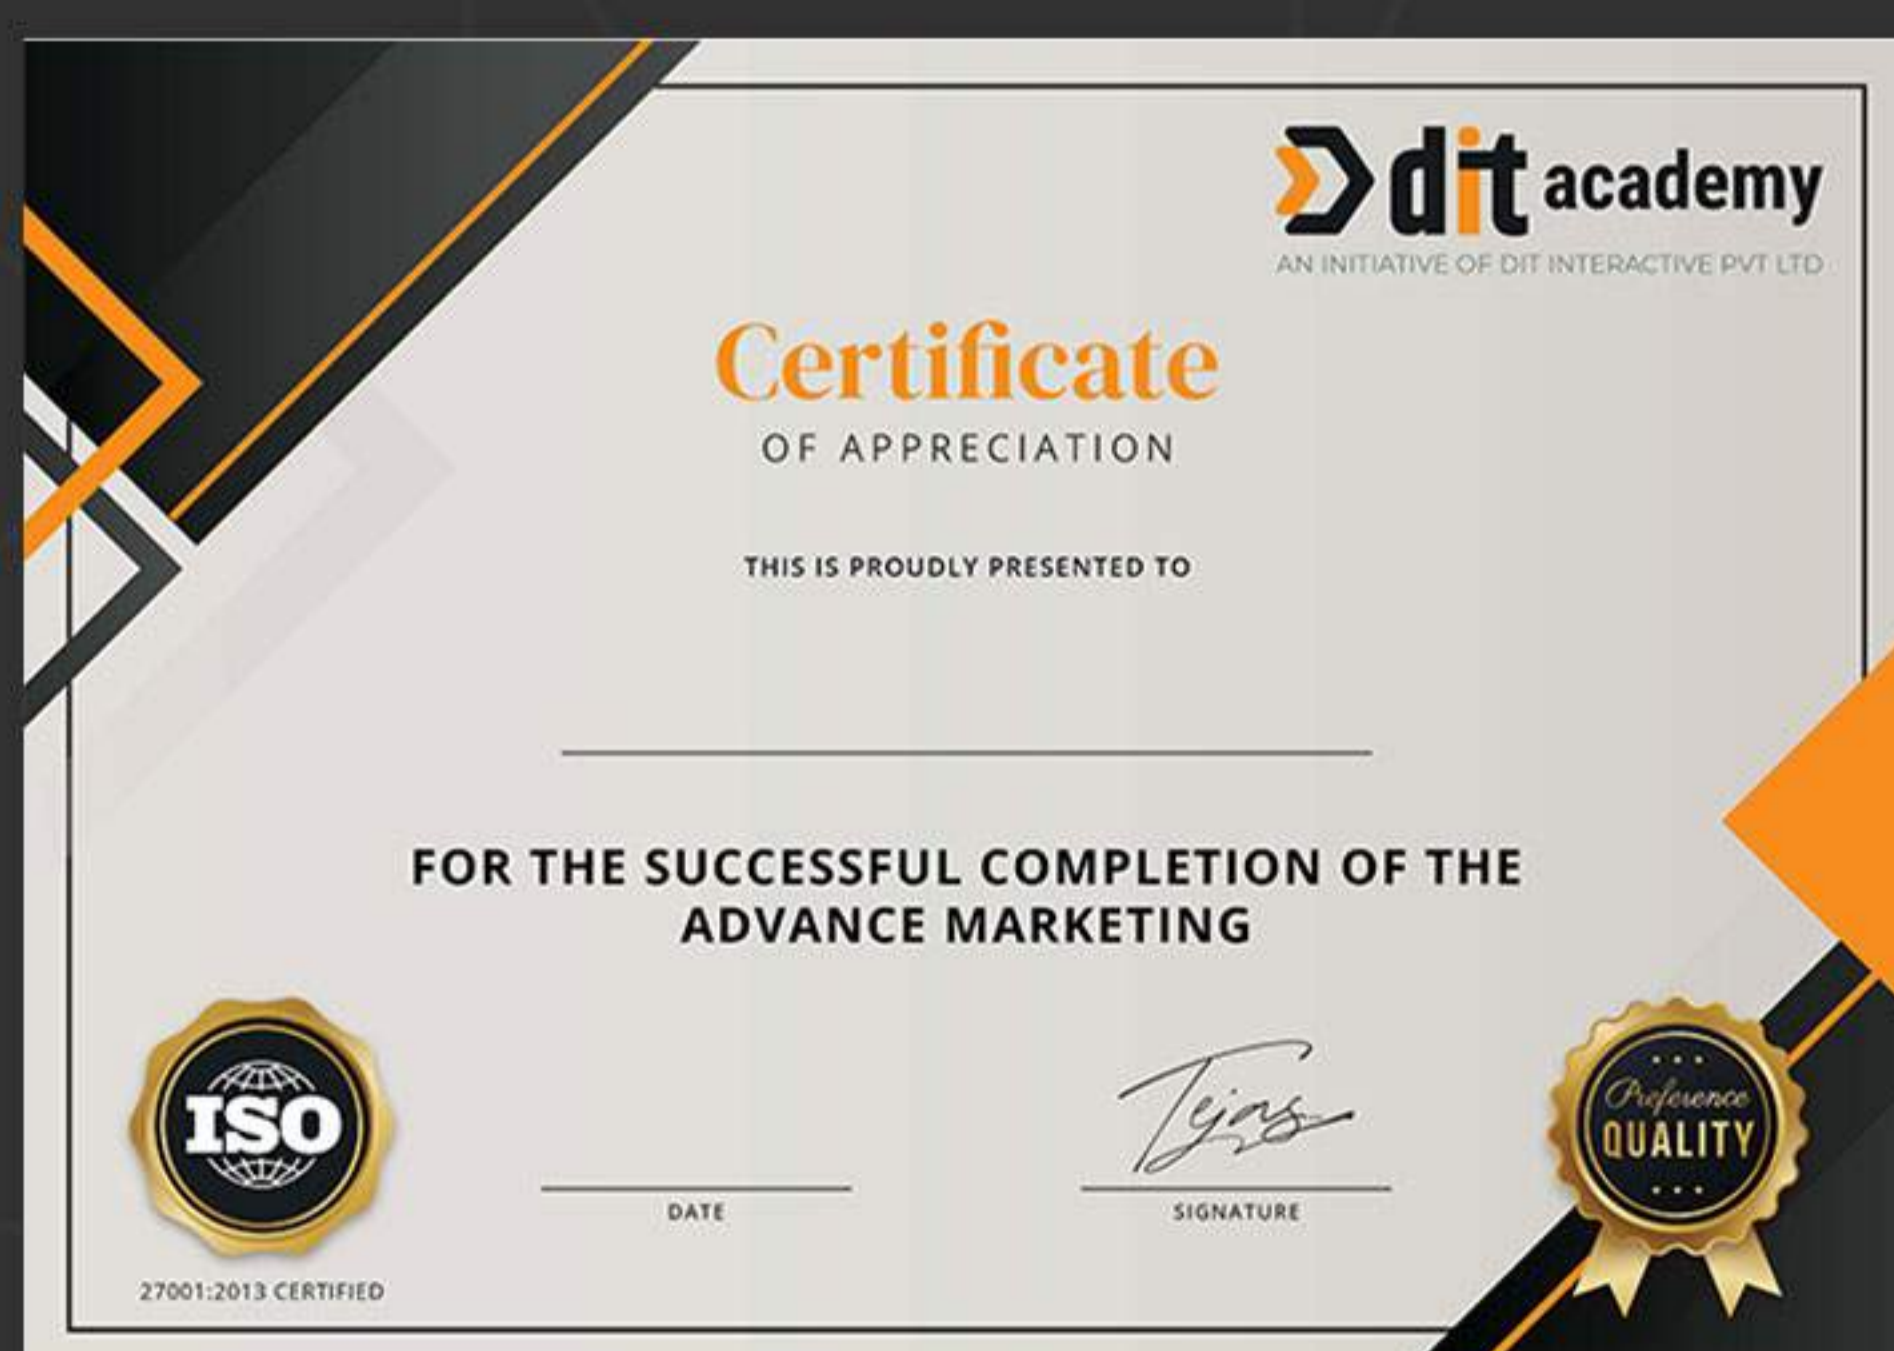 dit academy
AN INITIATIVE OF DIT INTERACTIVE PVT LTD
Certificate
OF APPRECIATION
THIS IS PROUDLY PRESENTED TO
FOR THE SUCCESSFUL COMPLETION OF THE
ADVANCE MARKETING
ISO
27001:2013 CERTIFIED
DATE
Tejas
SIGNATURE
Preference
QUALITY